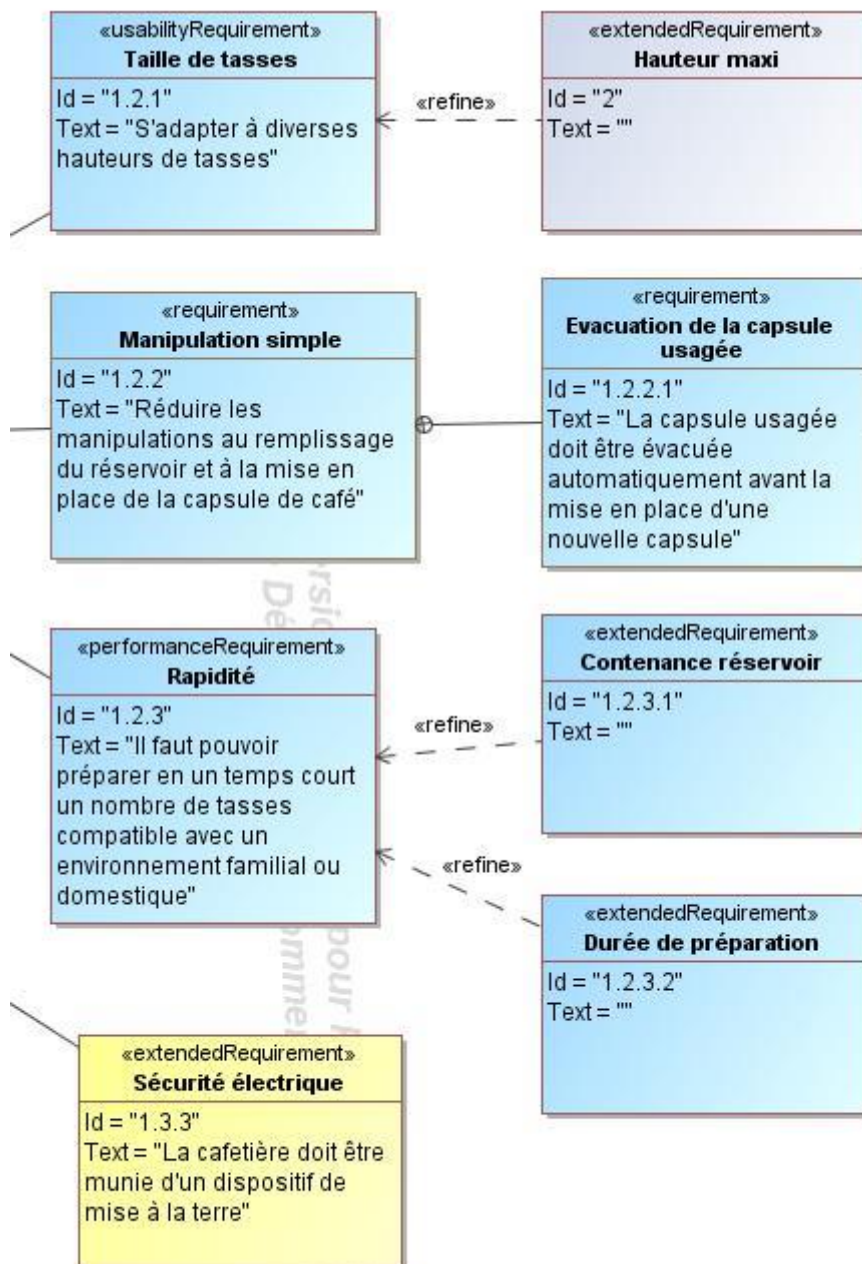 «usabilityRequirement»
Taille de tasses
Id = "1.2.1"
Text = "S'adapter à diverses
hauteurs de tasses"
«refine»
«extendedRequirement»
Hauteur maxi
Id = "2"
Text = ""
«requirement»
Manipulation simple
Id = "1.2.2"
Text = "Réduire les
manipulations au remplissage
du réservoir et à la mise en
place de la capsule de café"
«requirement»
Evacuation de la capsule
usagée
Id = "1.2.2.1"
Text = "La capsule usagée
doit être évacuée
automatiquement avant la
mise en place d'une
nouvelle capsule"
«performanceRequirement»
Rapidité
Id = "1.2.3"
Text = "Il faut pouvoir
préparer en un temps court
un nombre de tasses
compatible avec un
environnement familial ou
domestique"
«refine»
«extendedRequirement»
Contenance réservoir
Id = "1.2.3.1"
Text = ""
«refine»
«extendedRequirement»
Durée de préparation
Id = "1.2.3.2"
Text = ""
«extendedRequirement»
Sécurité électrique
Id = "1.3.3"
Text = "La cafetière doit être
munie d'un dispositif de
mise à la terre"
pour